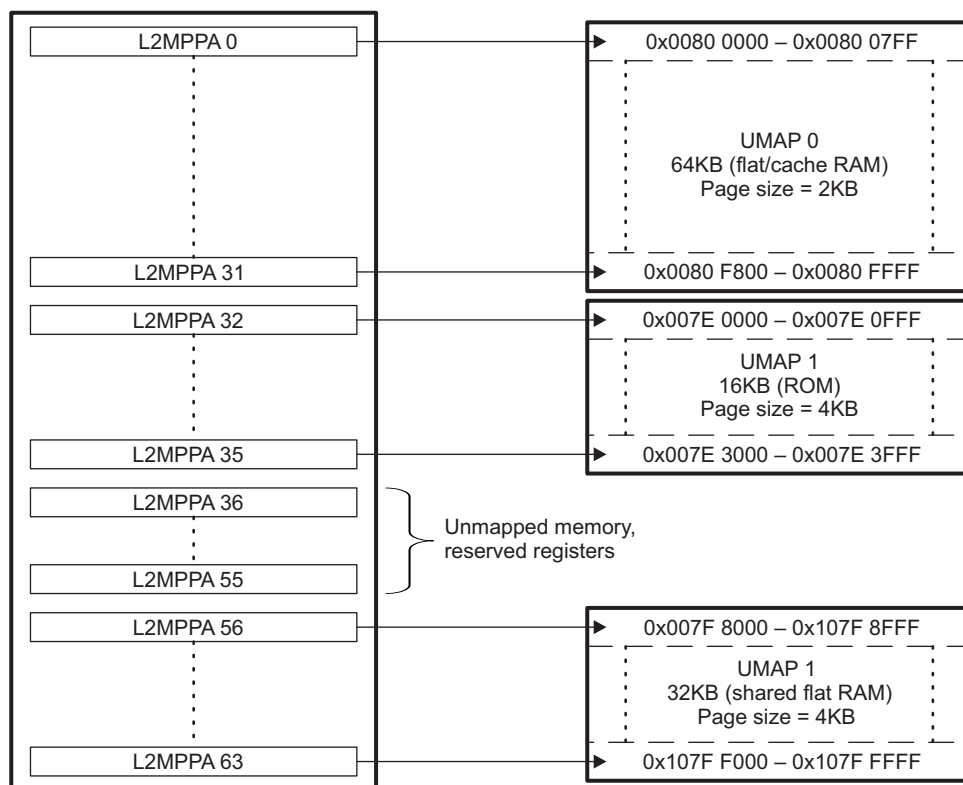 L2MPPA 0
0x0080 0000 – 0x0080 07FF
UMAP 0
64KB (flat/cache RAM)
Page size = 2KB
L2MPPA 31
0x0080 F800 – 0x0080 FFFF
L2MPPA 32
0x007E 0000 – 0x007E 0FFF
UMAP 1
16KB (ROM)
Page size = 4KB
L2MPPA 35
0x007E 3000 – 0x007E 3FFF
L2MPPA 36
Unmapped memory,
reserved registers
L2MPPA 55
L2MPPA 56
0x007F 8000 – 0x107F 8FFF
UMAP 1
32KB (shared flat RAM)
Page size = 4KB
L2MPPA 63
0x107F F000 – 0x107F FFFF